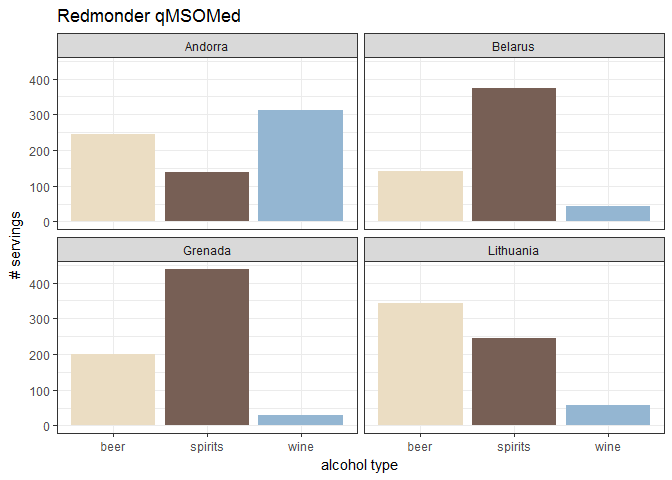 Redmonder qMSOMed
Andorra
Belarus
400
300
200
100
0
Grenada
Lithuania
400
300
200
100
0
# servings
beer
spirits
wine
beer
spirits
wine
alcohol type